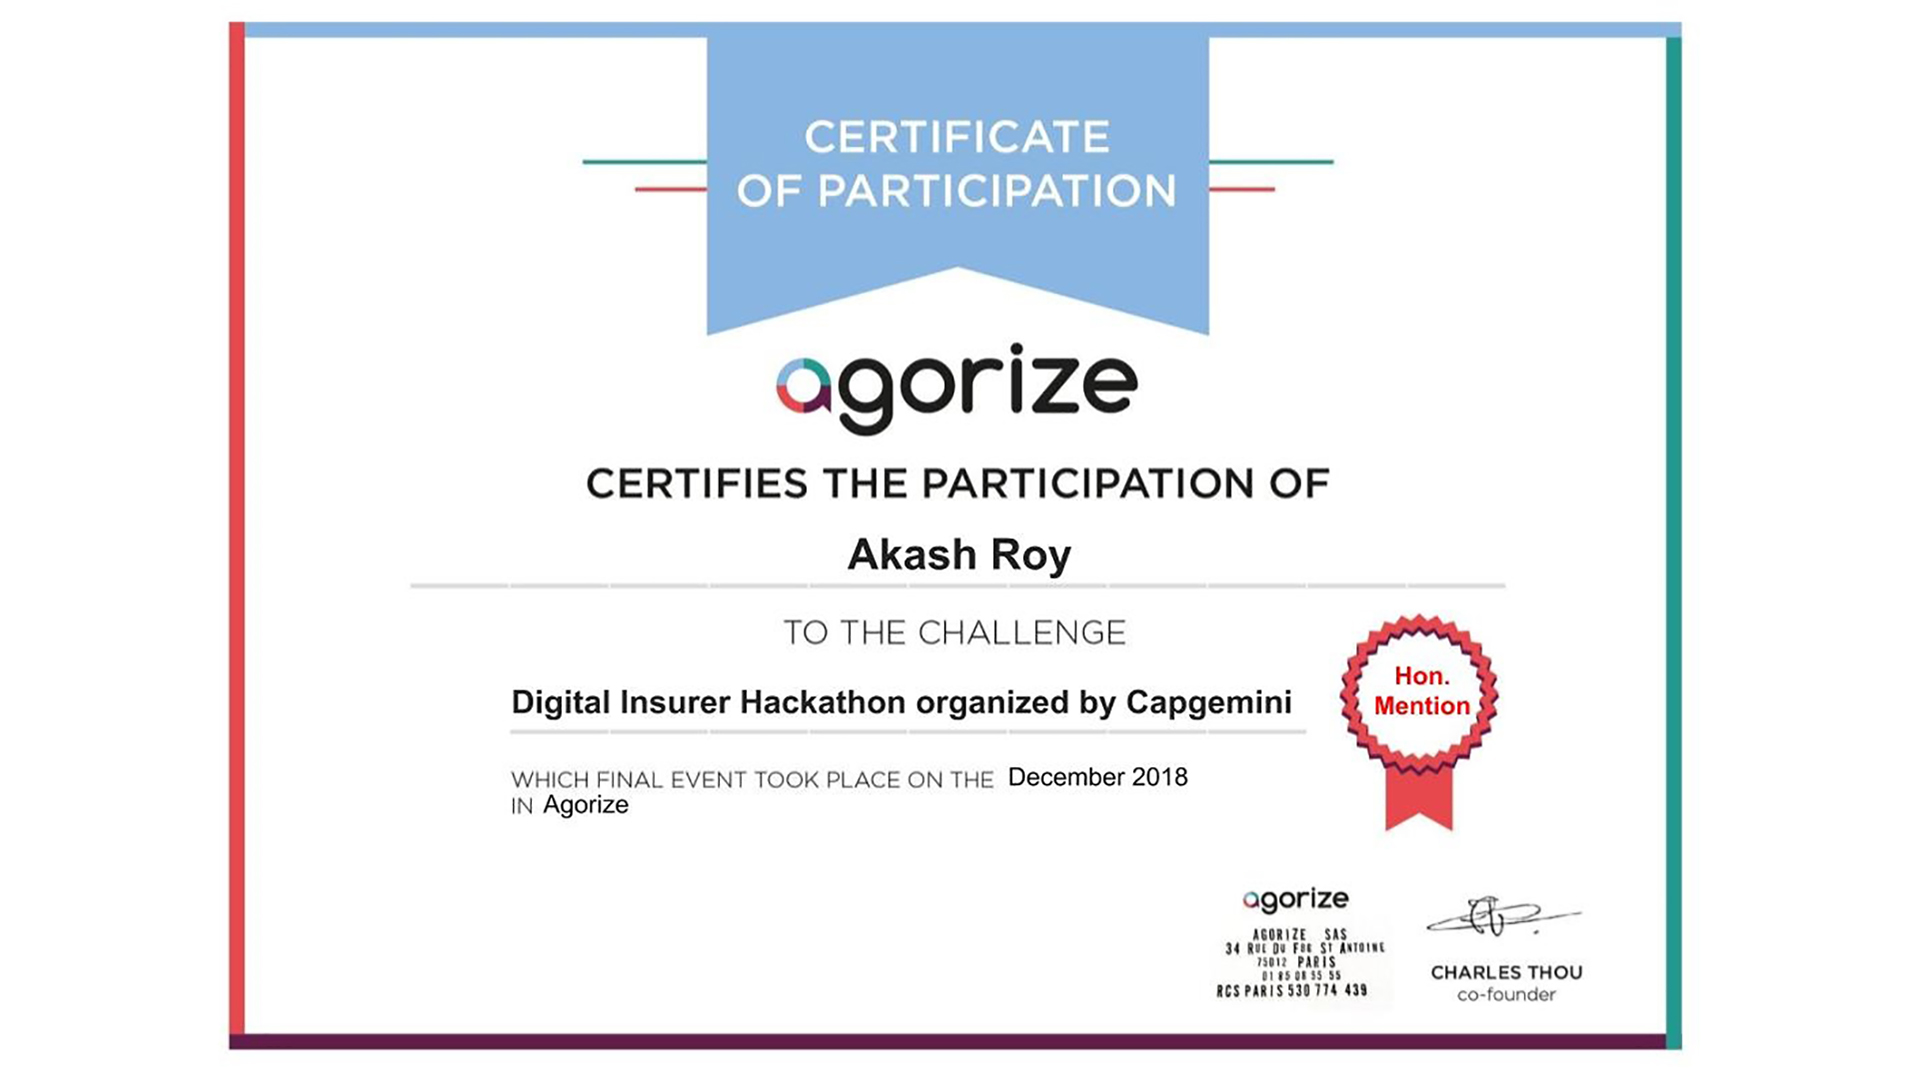 CERTIFICATE
OF PARTICIPATION
agorize
CERTIFIES THE PARTICIPATION OF
Akash Roy
TO THE CHALLENGE
Digital Insurer Hackathon organized by Capgemini
Hon.
Mention
WHICH FINAL EVENT TOOK PLACE ON THE December 2018
IN Agorize
agorize
AGORIZE SAS
34 RUE DU FBG ST ANTOINE
75012 PARIS
01 85 08 55 55
RCS PARIS 530 774 439
CHARLES THOU
co-founder